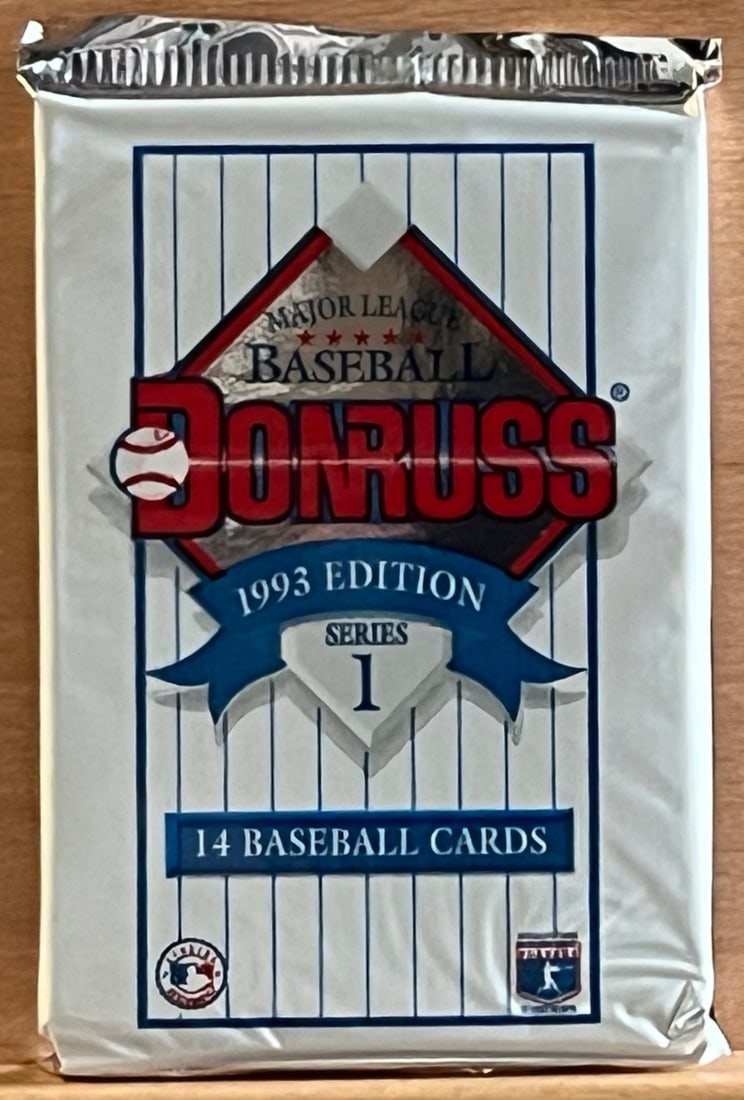 MAJOR LEAGUE
BASEBALL
DONRUSS®
1993 EDITION
SERIES
1
14 BASEBALL CARDS